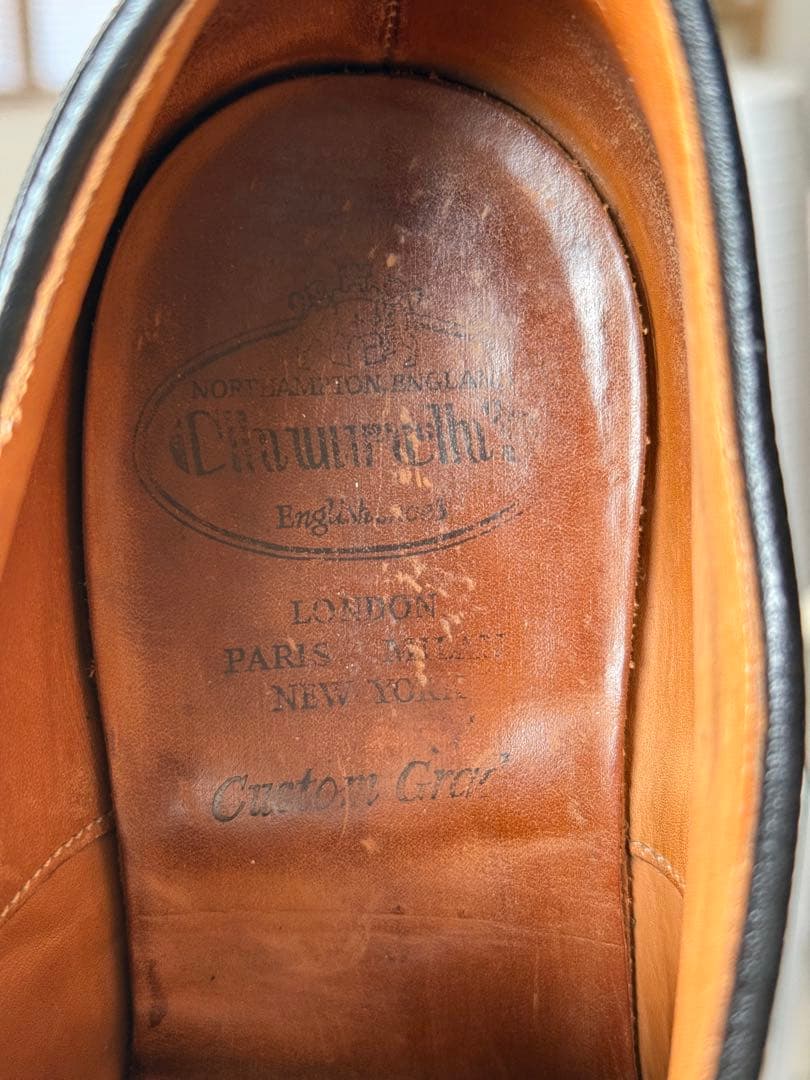 NORTHAMPTON, ENGLAND
Church's
English shoes
LONDON
PARIS MILAN
NEW YORK
Custom Grade